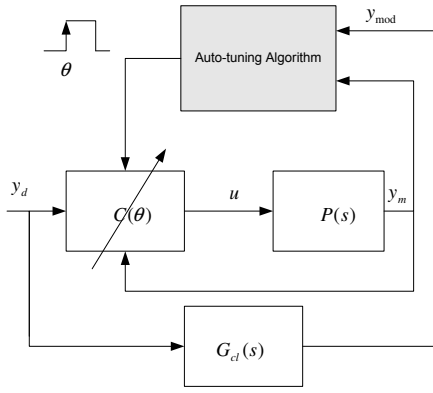 y_mod
Auto-tuning Algorithm
θ
y_d
C(θ)
u
P(s)
y_m
G_cl(s)